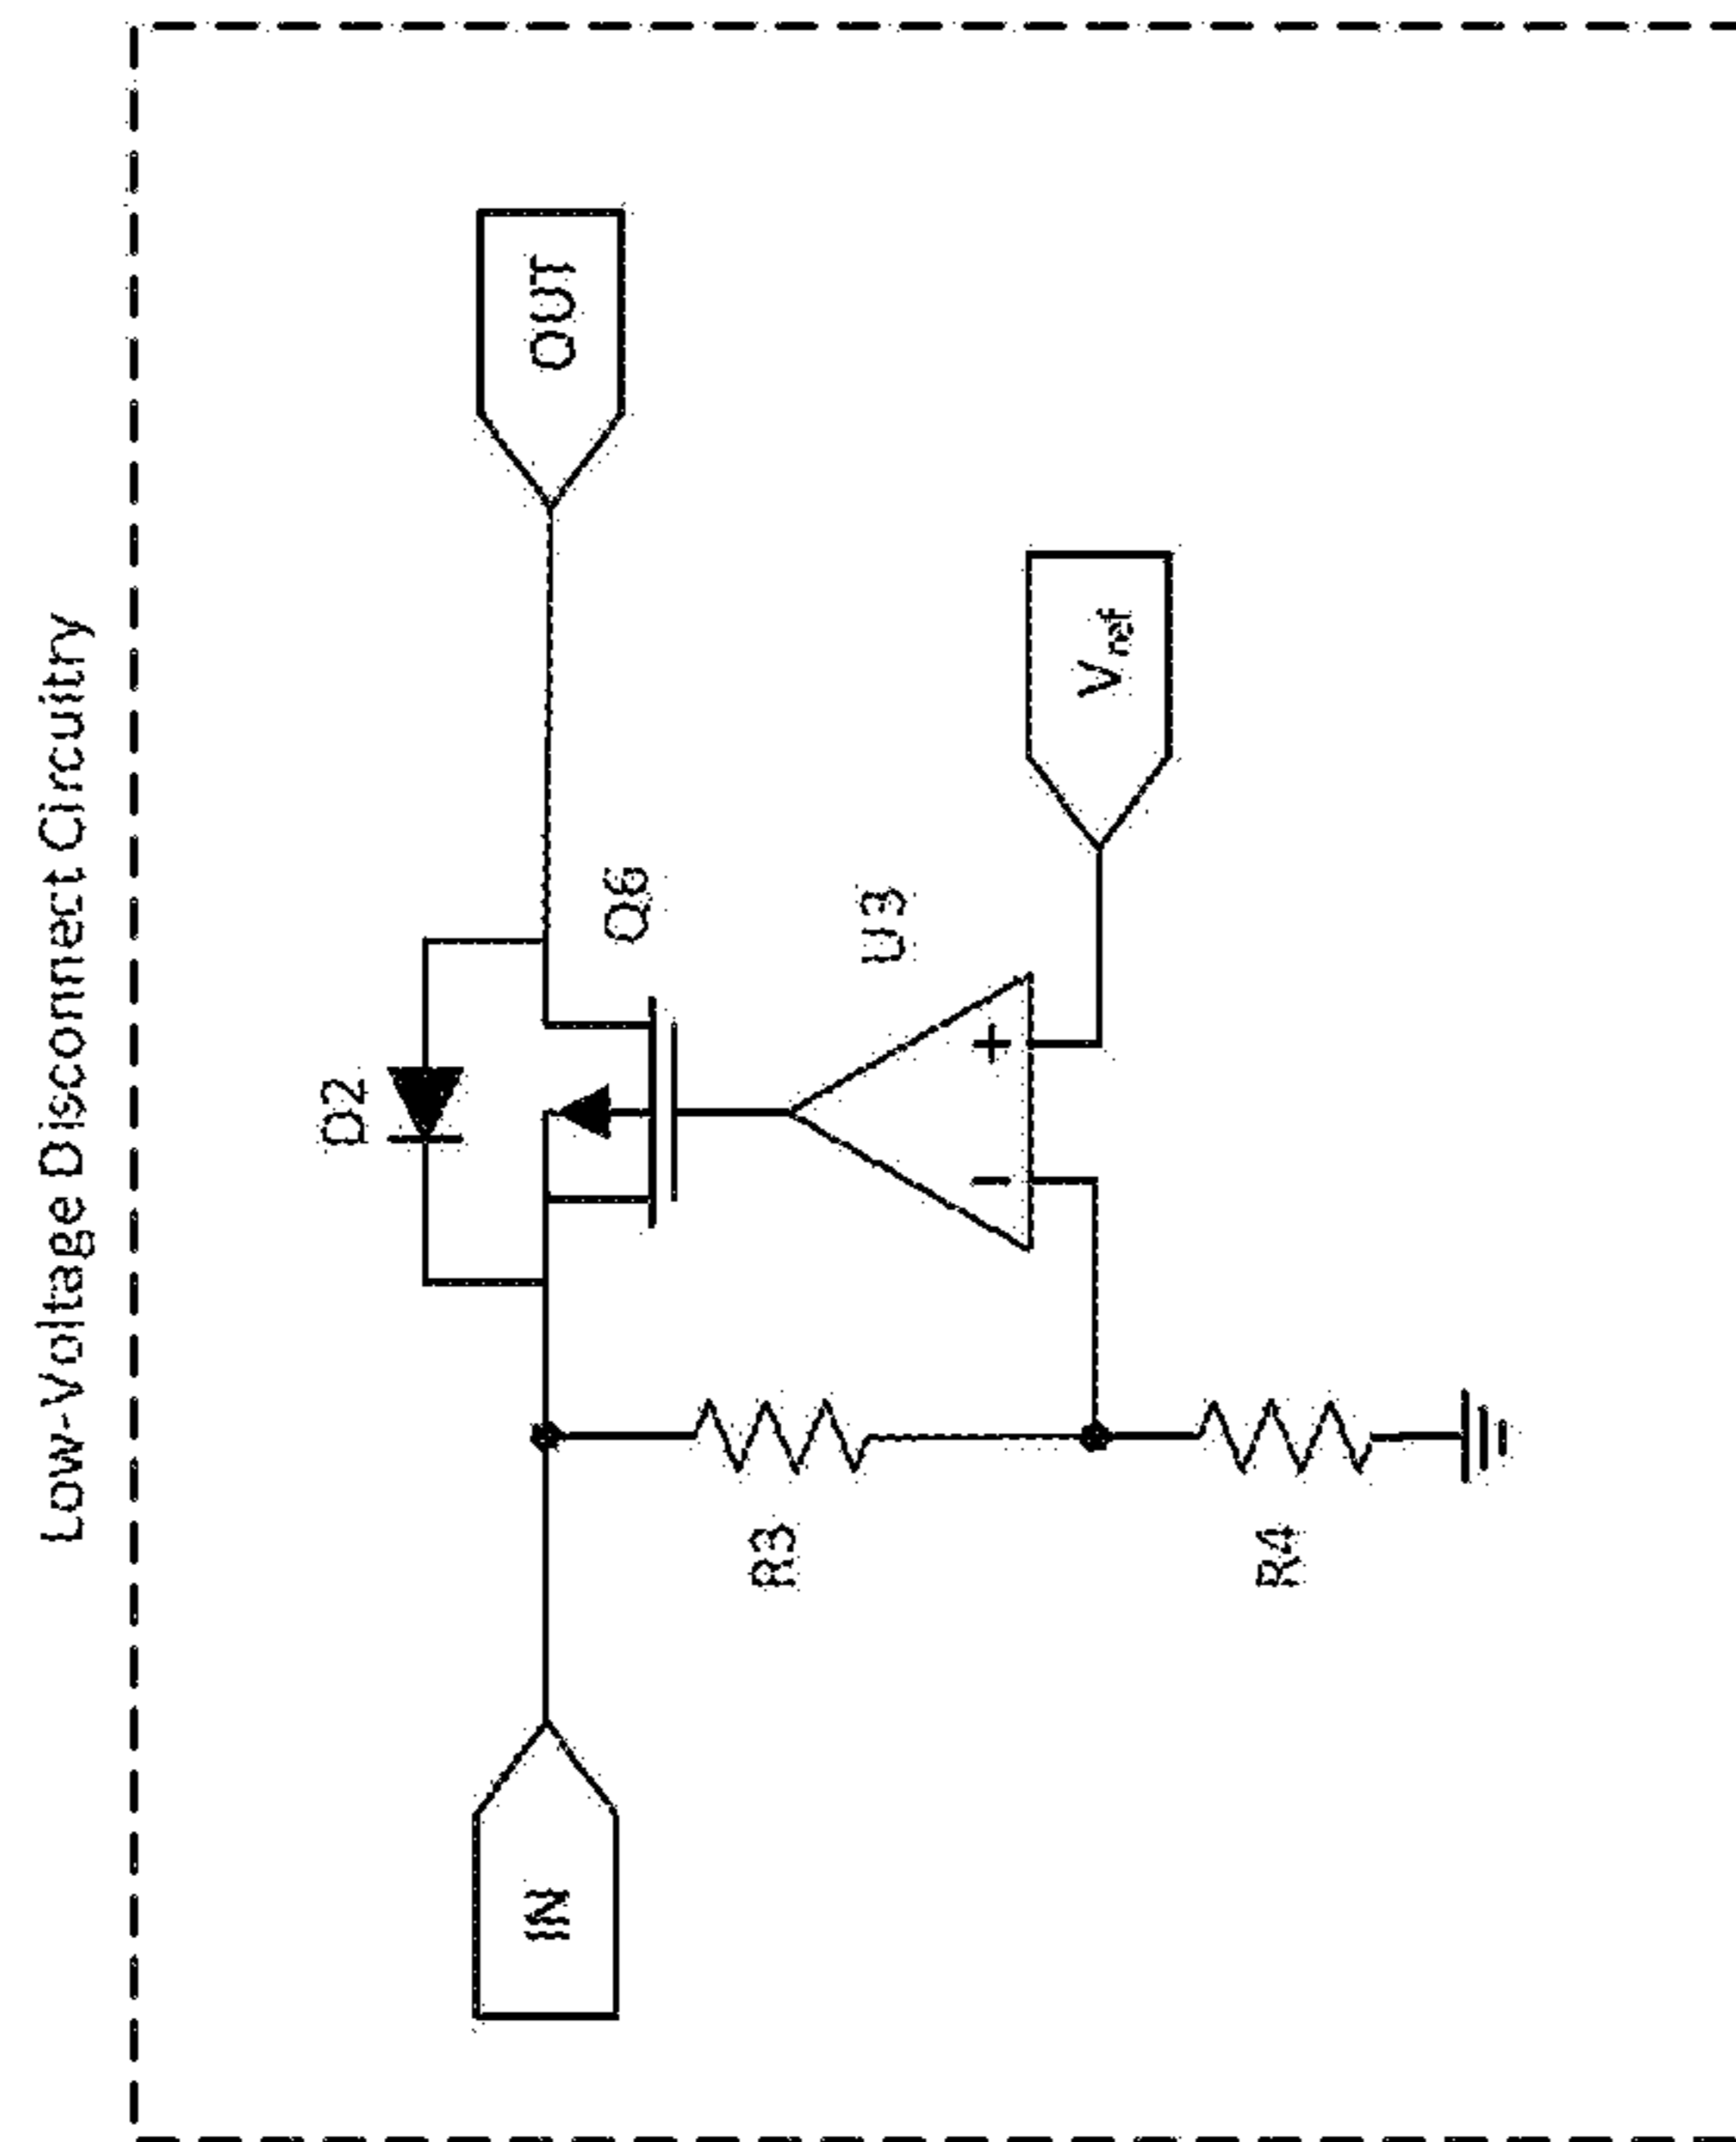 Low-Voltage Disconnect Circuitry
D2
IN
OUT
Q6
R3
U3
Vref
R4
+
-